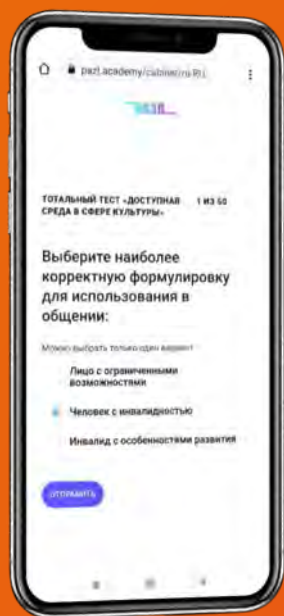 pazl.academy/cabinet/ru-RU
ТОТАЛЬНЫЙ ТЕСТ «ДОСТУПНАЯ 1 ИЗ 50
СРЕДА В СФЕРЕ КУЛЬТУРЫ»
Выберите наиболее
корректную формулировку
для использования в
общении:
Можно выбрать только один вариант
Лицо с ограниченными
возможностями
Человек с инвалидностью
Инвалид с особенностями развития
ОТПРАВИТЬ